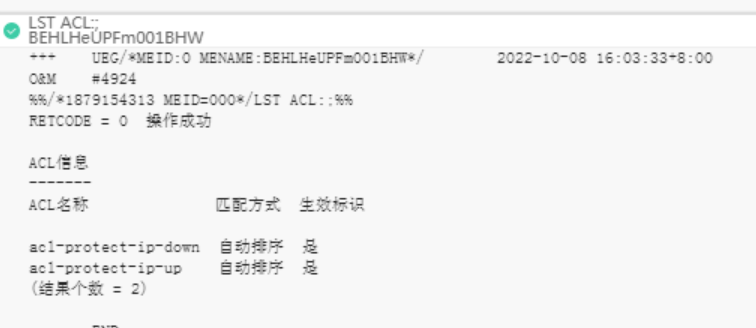 LST ACL:;
BEHLHeUPFm001BHW
+++ UEG/*MEID:0 MENAME:BEHLHeUPFm001BHW*/ 2022-10-08 16:03:33+8:00
O&M #4924
%%/*1879154313 MEID=000*/LST ACL:;%%
RETCODE = 0 操作成功
ACL信息
-------
ACL名称 匹配方式 生效标识
acl-protect-ip-down 自动排序 是
acl-protect-ip-up 自动排序 是
(结果个数 = 2)